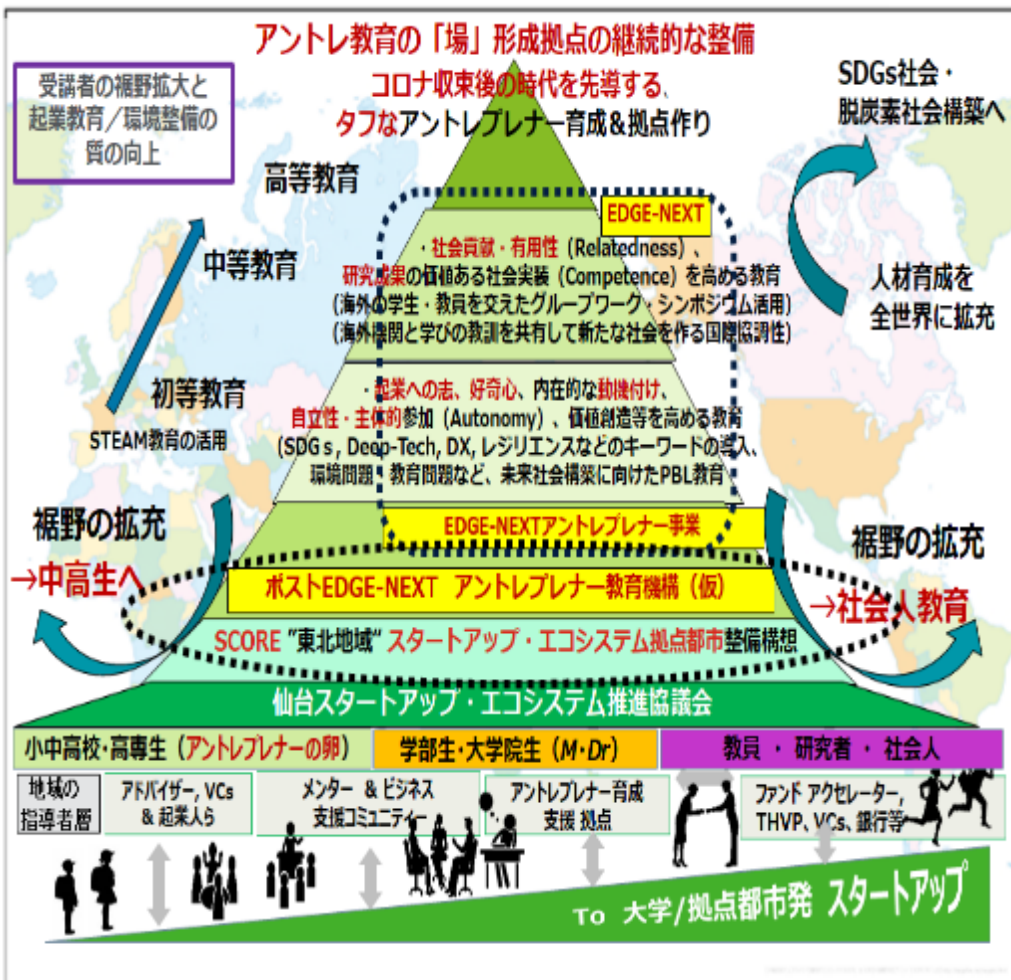 アントレ教育の「場」形成拠点の継続的な整備
コロナ収束後の時代を先導する、
タフなアントレプレナー育成&拠点作り
受講者の裾野拡大と
起業教育/環境整備の
質の向上
SDGs社会・
脱炭素社会構築へ
高等教育
中等教育
初等教育
STEAM教育の活用
人材育成を
全世界に拡充
EDGE-NEXT
・社会貢献・有用性(Relatedness)、
研究成果の価値ある社会実装(Competence)を高める教育
(海外の学生・教員を交えたグループワーク・シンポジウム活用)
(海外機関と学びの教訓を共有して新たな社会を作る国際協調性)
・起業への志、好奇心、内在的な動機付け、
自立性・主体的参加(Autonomy)、価値創造等を高める教育
(SDGs, Deep-Tech, DX, レジリエンスなどのキーワードの導入、
環境問題・教育問題など、未来社会構築に向けたPBL教育
EDGE-NEXTアントレプレナー事業
裾野の拡充
→中高生へ
裾野の拡充
→社会人教育
ポストEDGE-NEXT アントレプレナー教育機構(仮)
SCORE "東北地域" スタートアップ・エコシステム拠点都市整備構想
仙台スタートアップ・エコシステム推進協議会
小中高校・高専生(アントレプレナーの卵)
学部生・大学院生(M・Dr)
教員・研究者・社会人
地域の
指導者層
アドバイザー, VCs
& 起業人ら
メンター & ビジネス
支援コミュニティー
アントレプレナー育成
支援 拠点
ファンド アクセレーター,
THVP、VCs、銀行等
To 大学/拠点都市発 スタートアップ